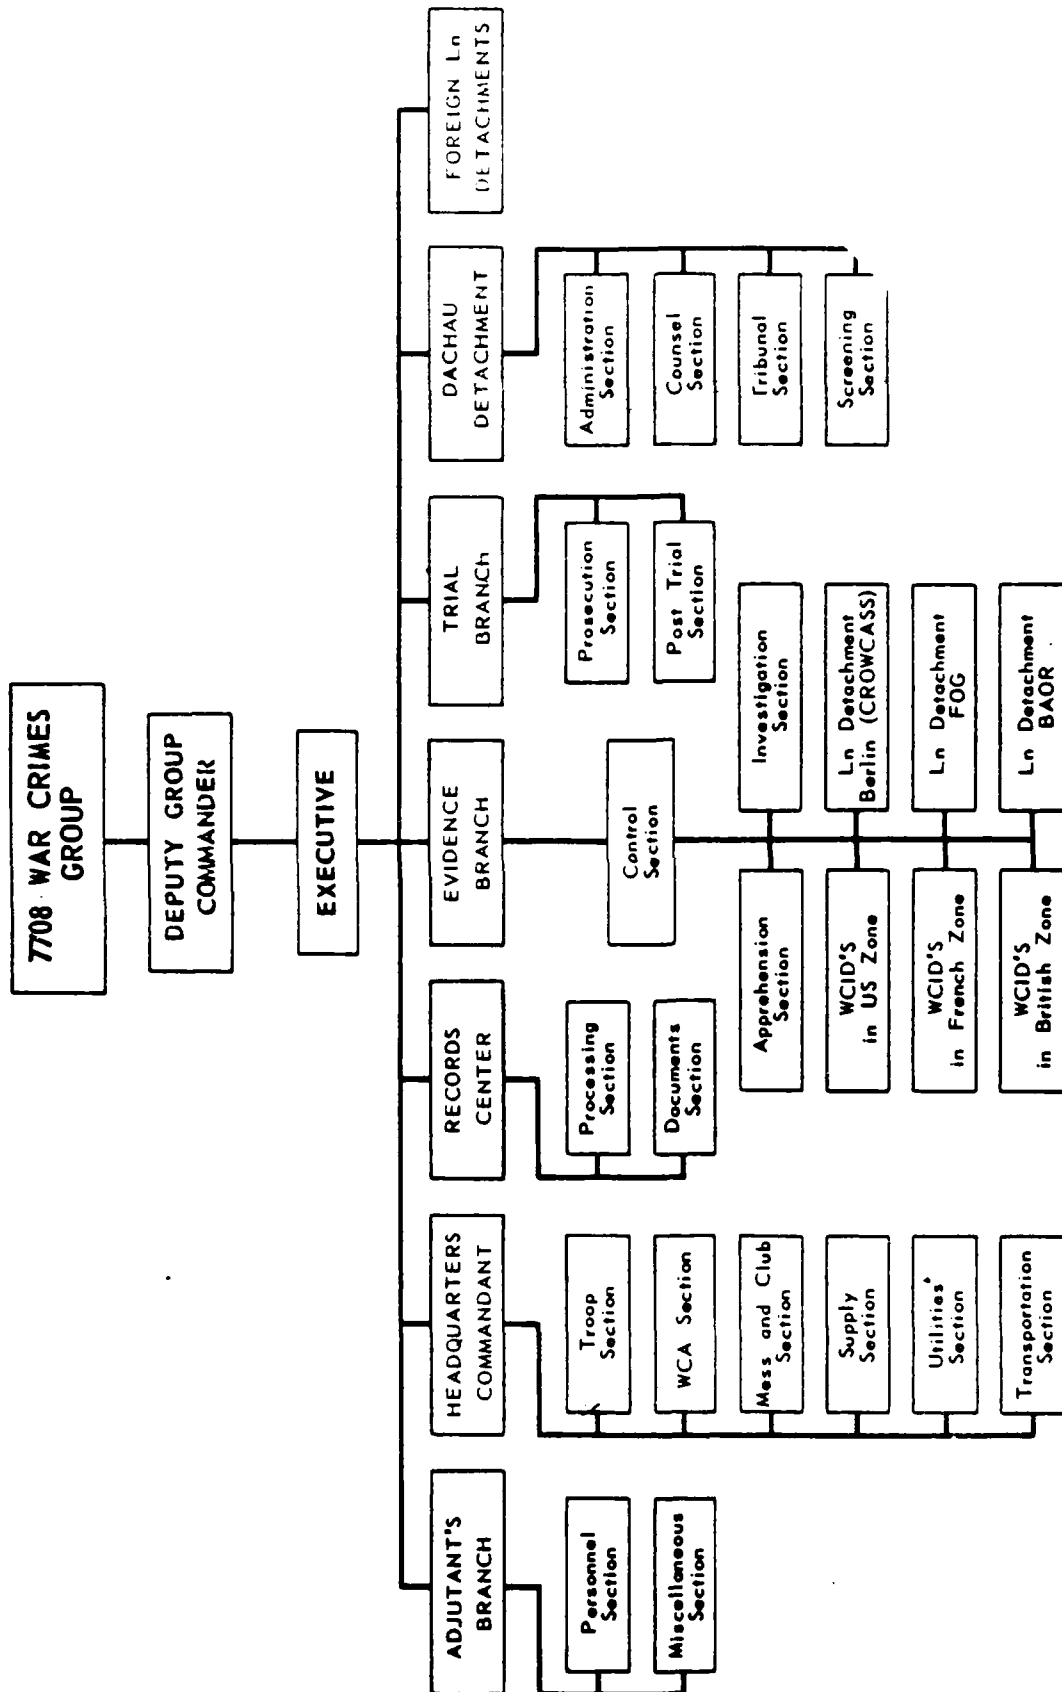 7708 WAR CRIMES
GROUP
DEPUTY GROUP
COMMANDER
EXECUTIVE
ADJUTANT'S
BRANCH
Personnel
Section
Miscellaneous
Section
HEADQUARTERS
COMMANDANT
Troop
Section
WCA Section
Mess and Club
Section
Supply
Section
Utilities'
Section
Transportation
Section
RECORDS
CENTER
Processing
Section
Documents
Section
EVIDENCE
BRANCH
Control
Section
Apprehension
Section
WCID'S
in US Zone
WCID'S
in French Zone
WCID'S
in British Zone
Investigation
Section
Ln Detachment
Berlin (CROWCASS)
Ln Detachment
FOG
Ln Detachment
BAOR
TRIAL
BRANCH
Prosecution
Section
Post Trial
Section
DACHAU
DETACHMENT
Administration
Section
Counsel
Section
Tribunal
Section
Screening
Section
FOREIGN Ln
DETACHMENTS